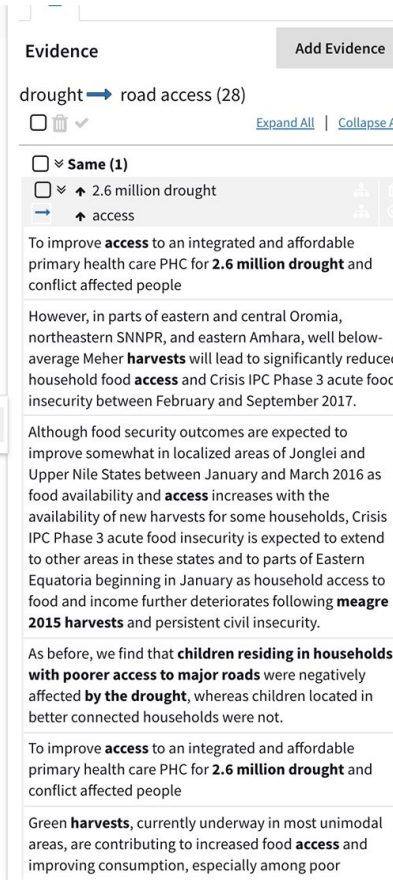 Evidence
Add Evidence
drought road access (28)
Expand All | Collapse A
Same (1)
2.6 million drought
access
To improve access to an integrated and affordable
primary health care PHC for 2.6 million drought and
conflict affected people
However, in parts of eastern and central Oromia,
northeastern SNNPR, and eastern Amhara, well below-
average Meher harvests will lead to significantly reduced
household food access and Crisis IPC Phase 3 acute food
insecurity between February and September 2017.
Although food security outcomes are expected to
improve somewhat in localized areas of Jonglei and
Upper Nile States between January and March 2016 as
food availability and access increases with the
availability of new harvests for some households, Crisis
IPC Phase 3 acute food insecurity is expected to extend
to other areas in these states and to parts of Eastern
Equatoria beginning in January as household access to
food and income further deteriorates following meagre
2015 harvests and persistent civil insecurity.
As before, we find that children residing in households
with poorer access to major roads were negatively
affected by the drought, whereas children located in
better connected households were not.
To improve access to an integrated and affordable
primary health care PHC for 2.6 million drought and
conflict affected people
Green harvests, currently underway in most unimodal
areas, are contributing to increased food access and
improving consumption, especially among poor